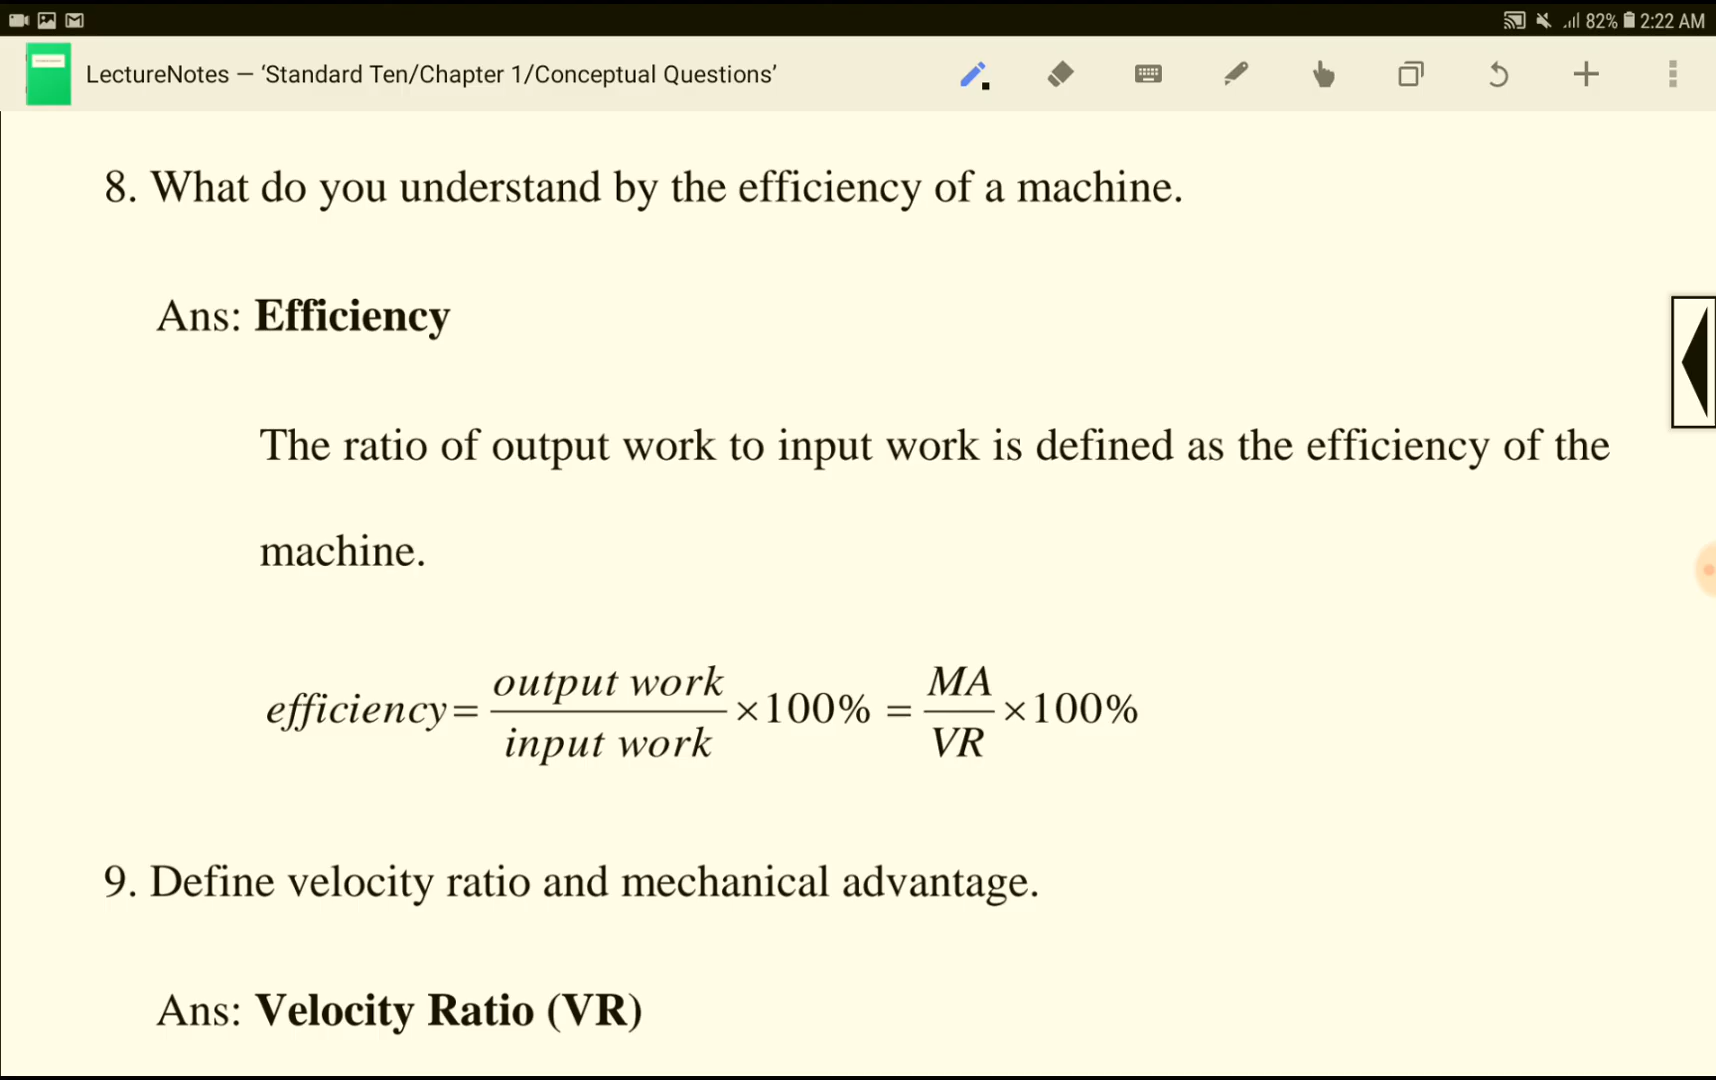 82% 2:22 AM
LectureNotes – ‘Standard Ten/Chapter 1/Conceptual Questions’
8. What do you understand by the efficiency of a machine.
Ans: Efficiency
The ratio of output work to input work is defined as the efficiency of the
machine.
efficiency = output work / input work ×100% = MA / VR ×100%
9. Define velocity ratio and mechanical advantage.
Ans: Velocity Ratio (VR)